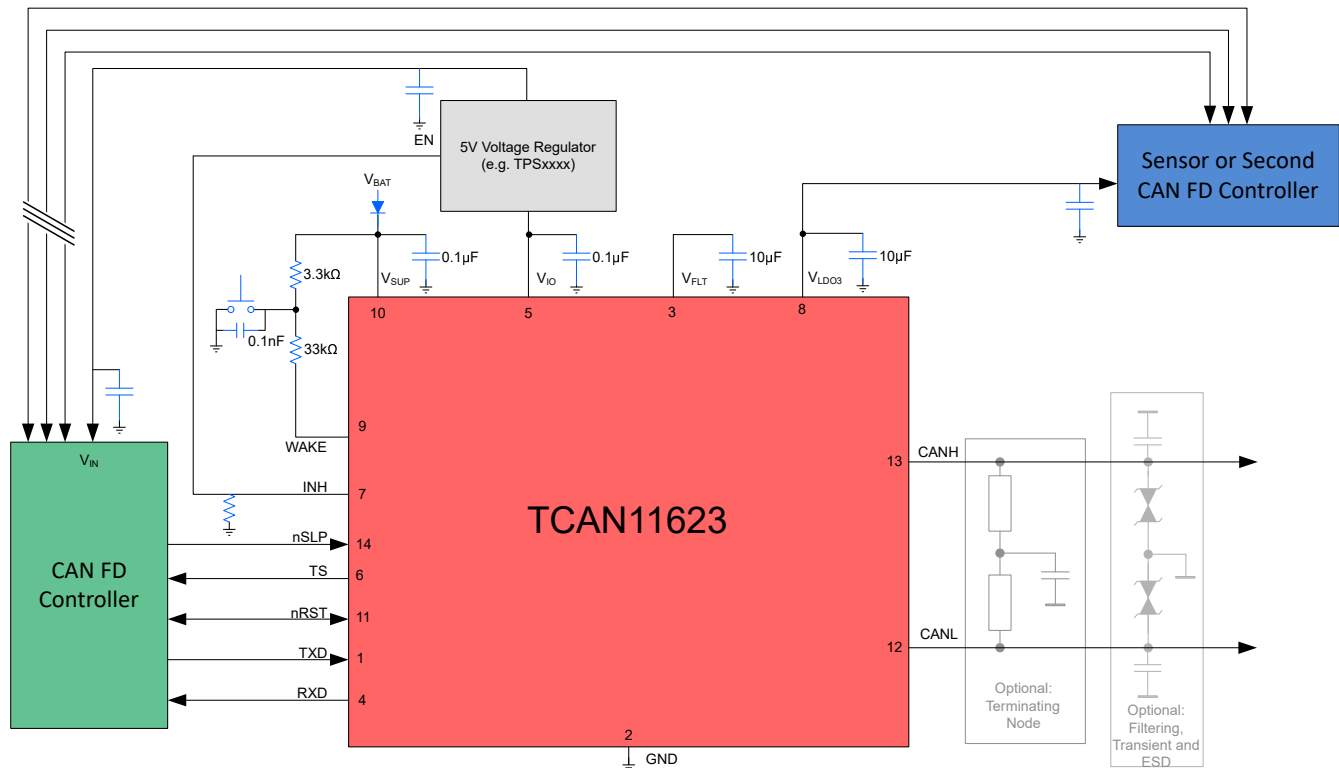 EN
5V Voltage Regulator
(e.g. TPSxxxx)
Sensor or Second
CAN FD Controller
VBAT
3.3kΩ
0.1µF
0.1µF
10µF
10µF
VSUP
VIO
VFLT
VLDO3
10
5
3
8
0.1nF
33kΩ
WAKE
9
VIN
INH
7
CAN FD
Controller
nSLP
14
TS
6
nRST
11
TXD
1
RXD
4
TCAN11623
13
CANH
12
CANL
2
GND
Optional:
Terminating
Node
Optional:
Filtering,
Transient and
ESD